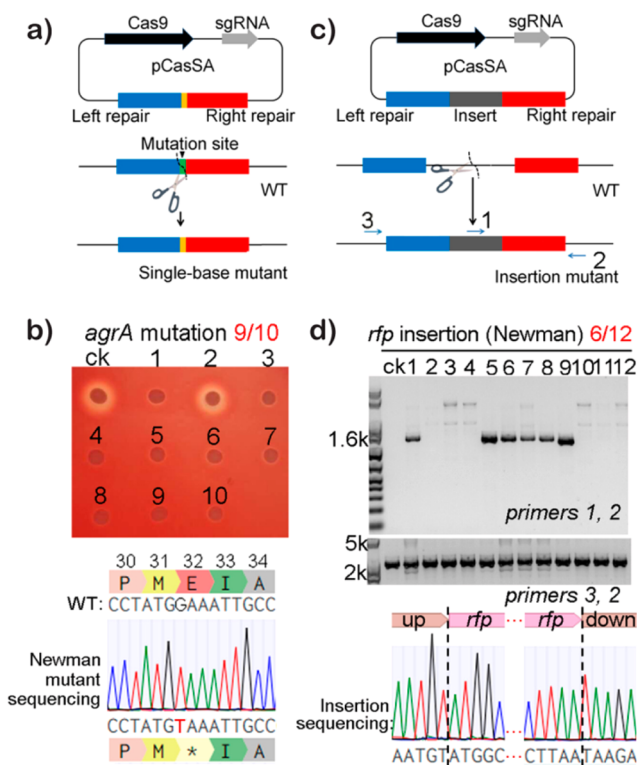 a)
Cas9
sgRNA
pCasSA
Left repair
Right repair
Mutation site
WT
Single-base mutant
b)
agrA mutation 9/10
ck 1 2 3
4 5 6 7
8 9 10
30 31 32 33 34
P M E I A
WT: CCTATGGAAATTGCC
Newman
mutant
sequencing
CCTATGTAAATTGCC
P M * I A
c)
Cas9
sgRNA
pCasSA
Left repair
Insert
Right repair
WT
3
1
2
Insertion mutant
d)
rfp insertion (Newman) 6/12
ck 1 2 3 4 5 6 7 8 9 10 11 12
1.6k
primers 1, 2
5k
2k
primers 3, 2
up rfp ... rfp down
Insertion
sequencing:
AATGTATGGC...CTTAATAAGA